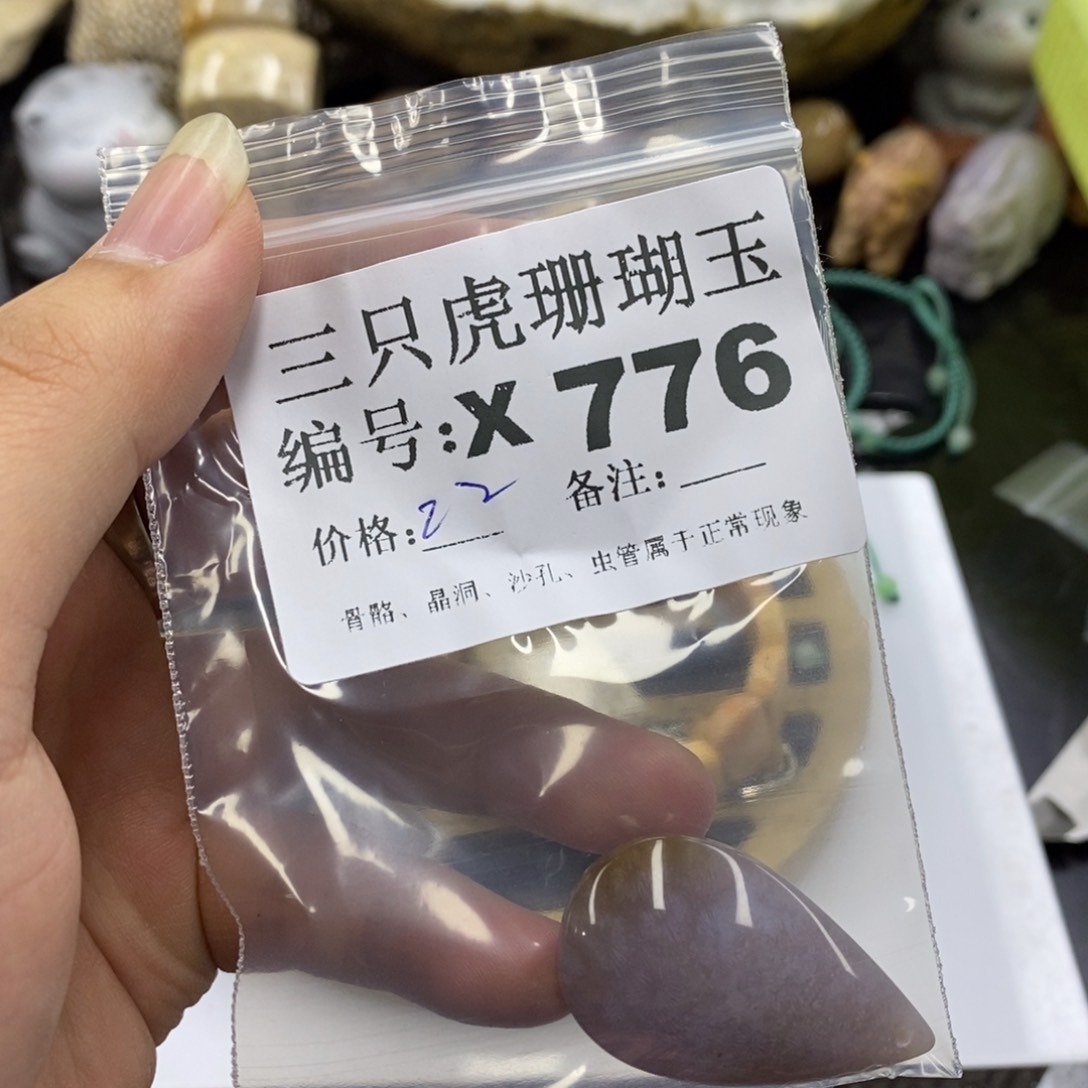 三只虎珊瑚玉
编号:X 776
价格:22 备注:
骨骼、晶洞、沙孔、虫管属于正常现象